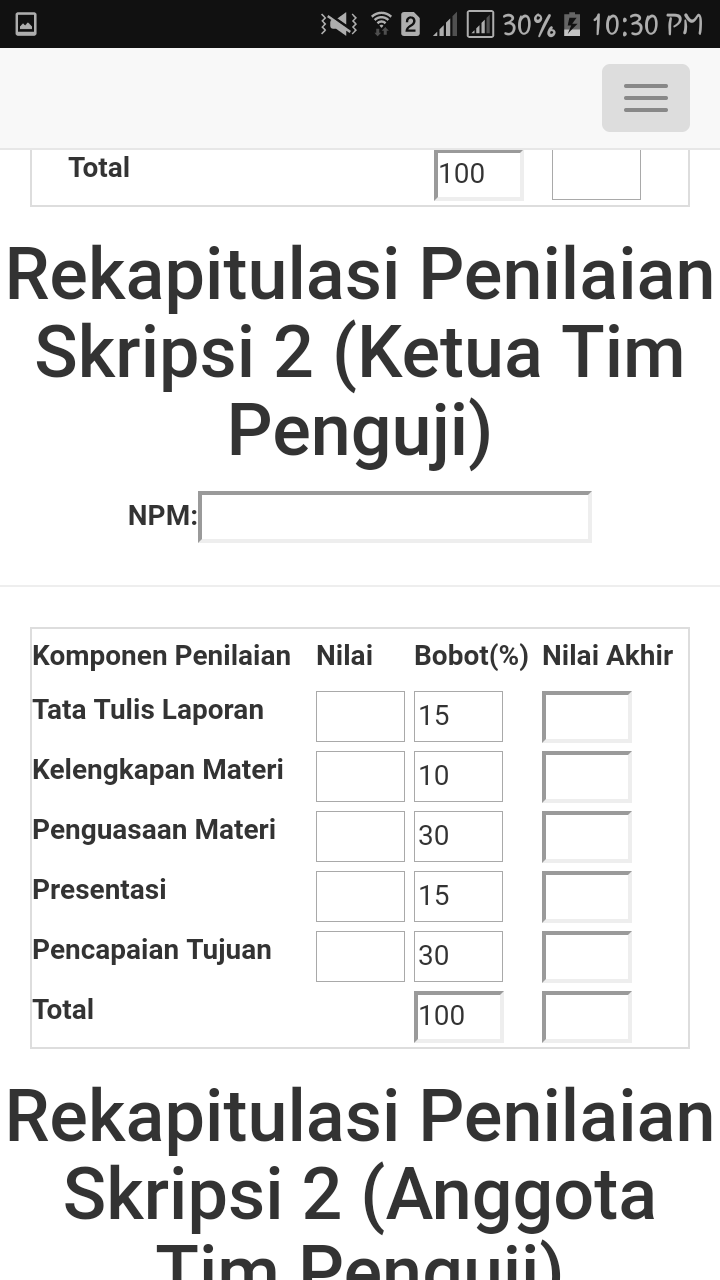 2 30% 10:30 PM
Total 100
Rekapitulasi Penilaian
Skripsi 2 (Ketua Tim
Penguji)
NPM:
Komponen Penilaian Nilai Bobot(%) Nilai Akhir
Tata Tulis Laporan 15
Kelengkapan Materi 10
Penguasaan Materi 30
Presentasi 15
Pencapaian Tujuan 30
Total 100
Rekapitulasi Penilaian
Skripsi 2 (Anggota
Tim Penguji)